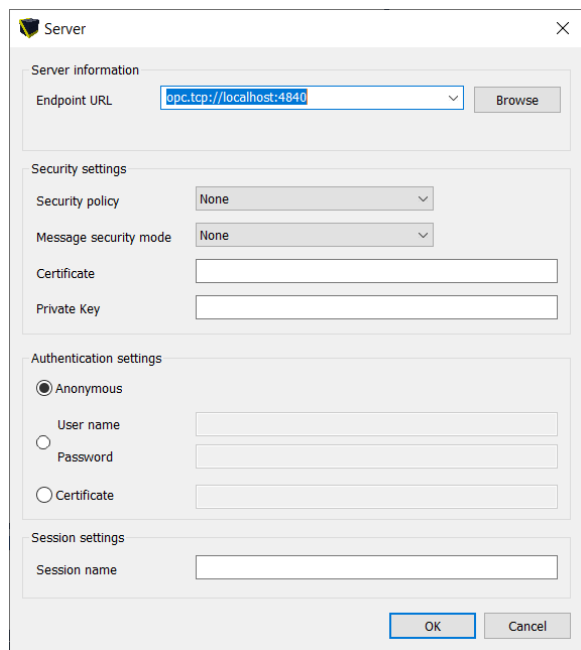 Server
Server information
Endpoint URL opc.tcp://localhost:4840 Browse
Security settings
Security policy None
Message security mode None
Certificate
Private Key
Authentication settings
Anonymous
User name
Password
Certificate
Session settings
Session name
OK Cancel